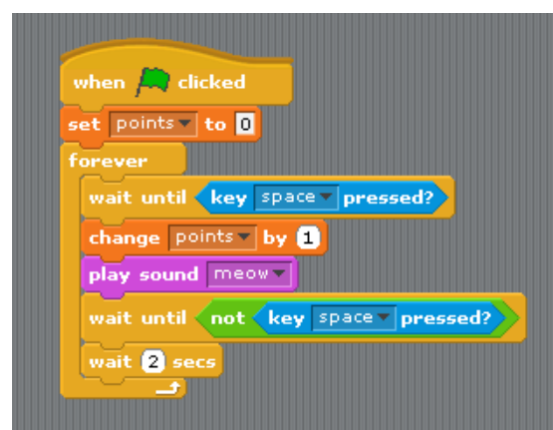 when clicked
set points to 0
forever
wait until key space pressed?
change points by 1
play sound meow
wait until not key space pressed?
wait 2 secs